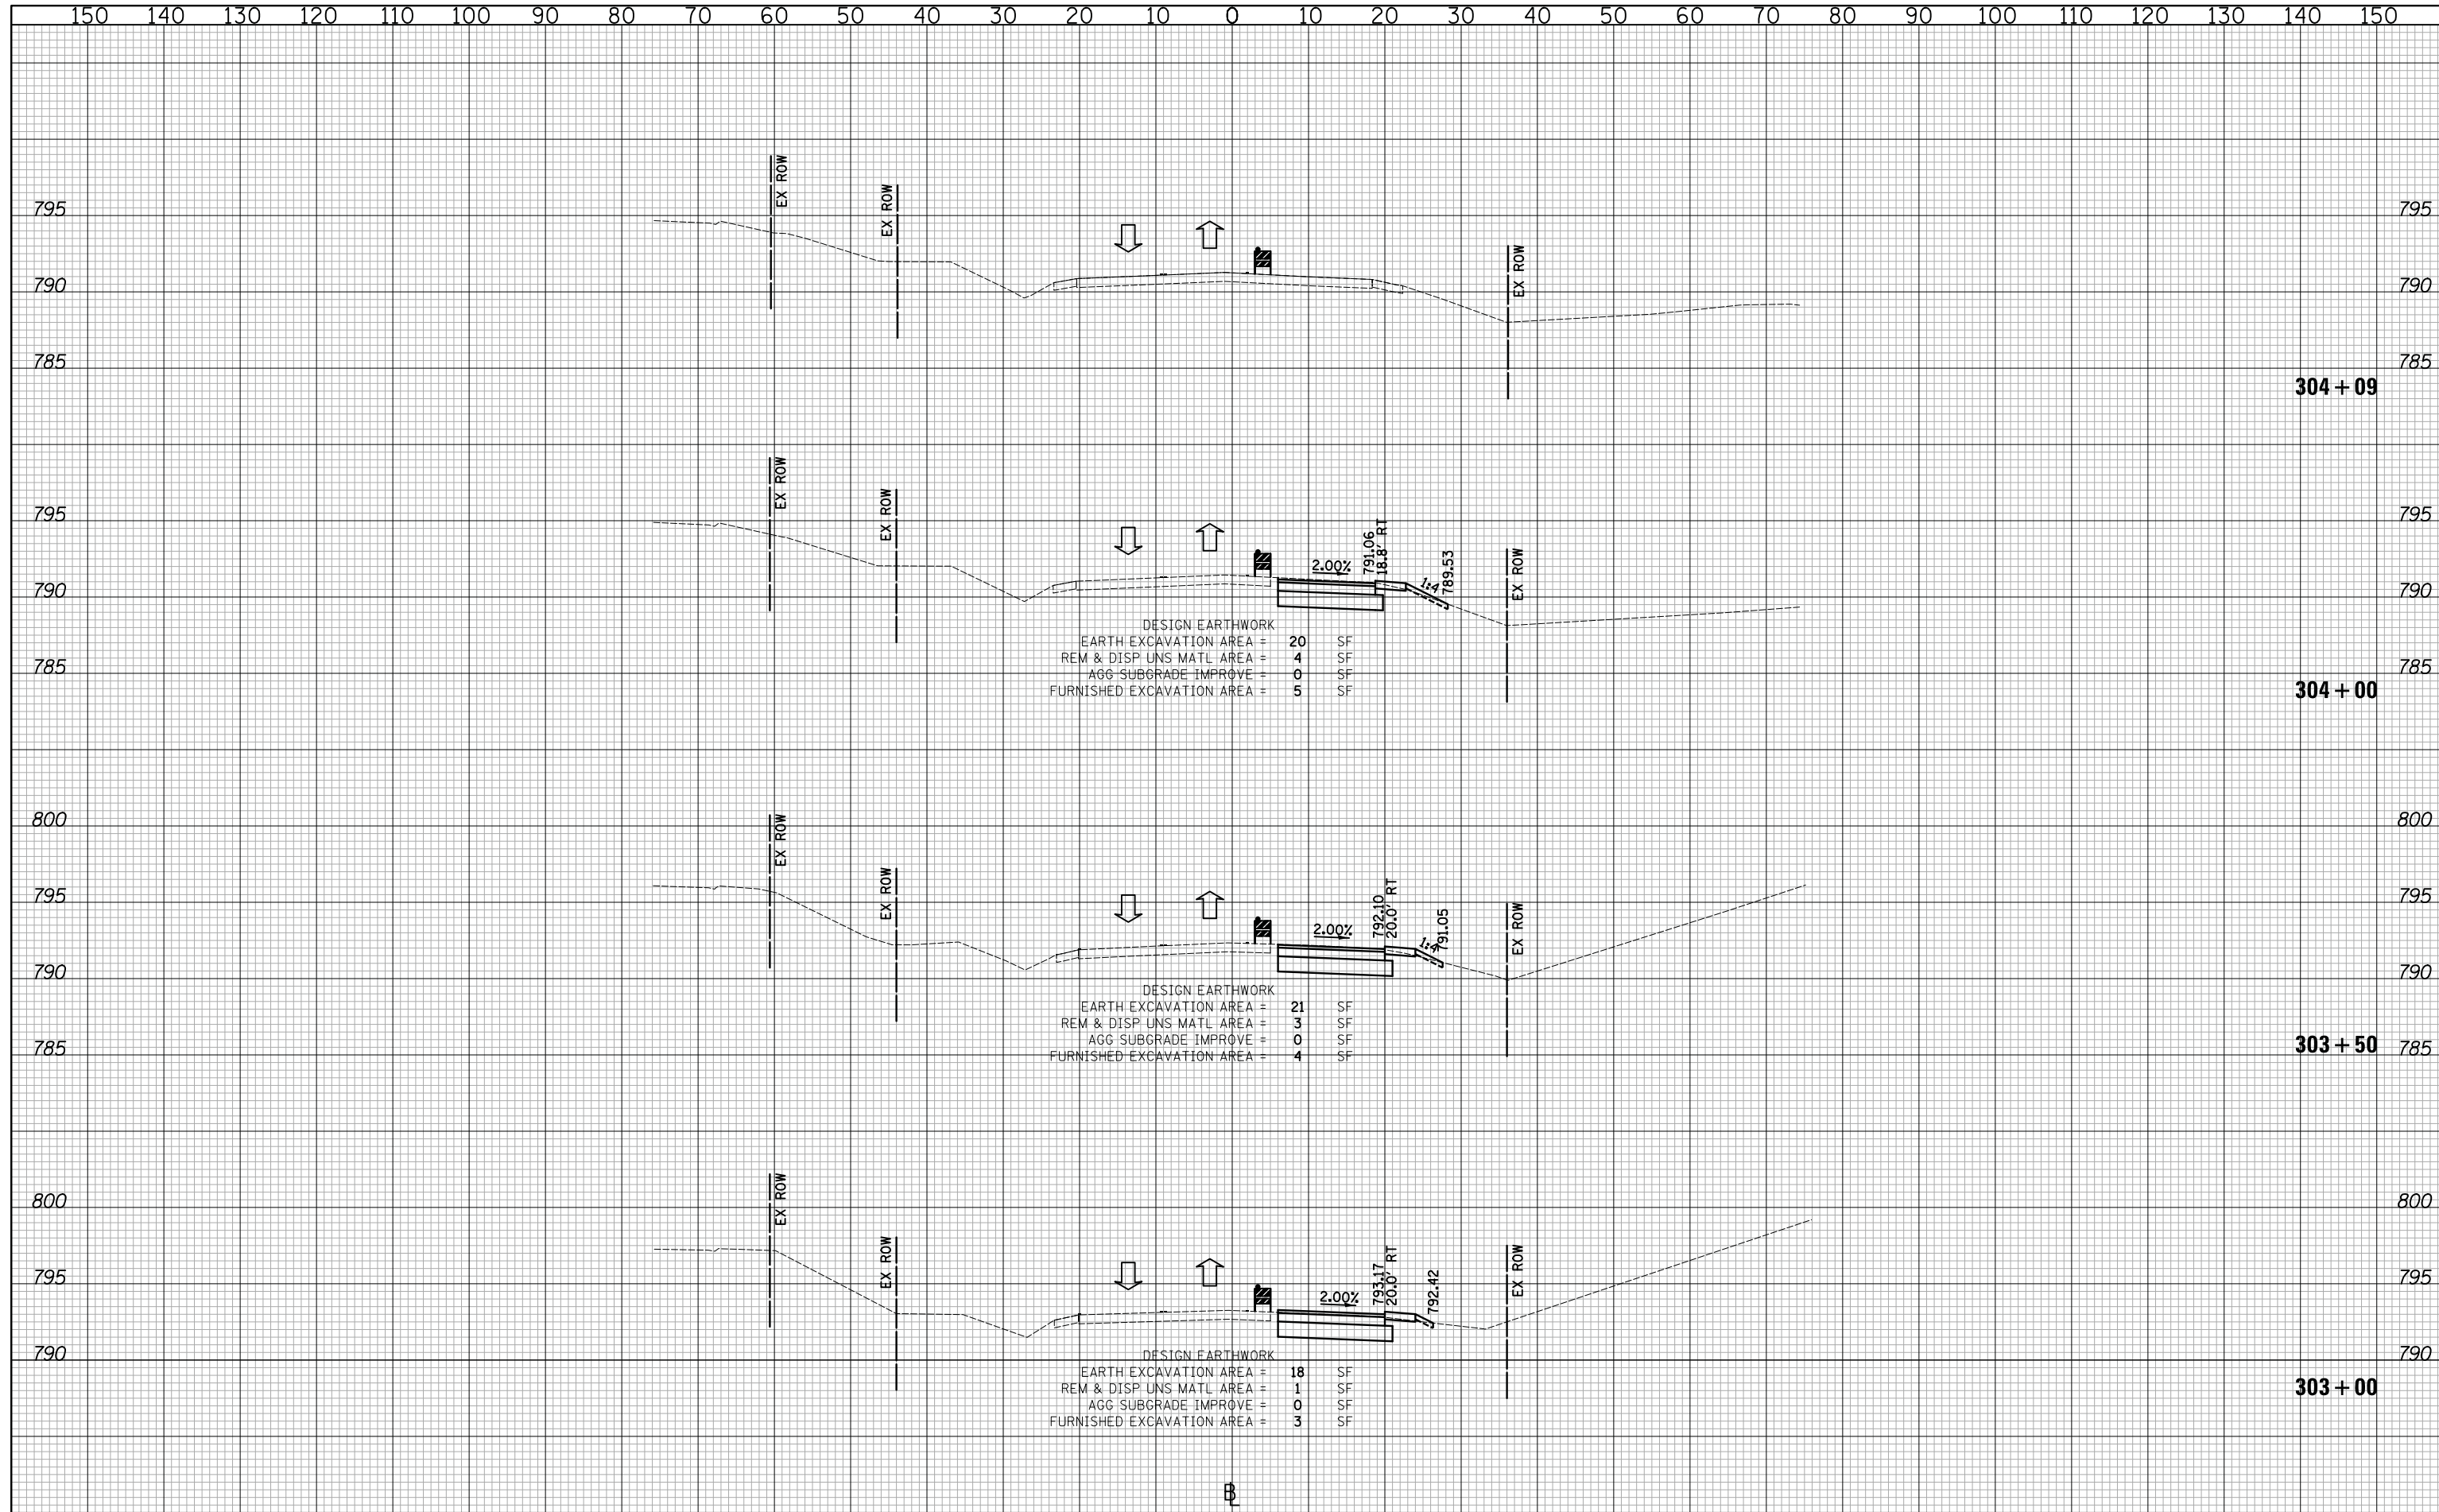 150 140 130 120 110 100 90 80 70 60 50 40 30 20 10 0 10 20 30 40 50 60 70 80 90 100 110 120 130 140 150
EX ROW
EX ROW
EX ROW
795 795
790 790
785 785
304+09
EX ROW
EX ROW
EX ROW
795 795
790 790
785 785
2.00%
791.06
18.8' RT
1:4
789.53
DESIGN EARTHWORK
EARTH EXCAVATION AREA = 20 SF
REM & DISP UNS MATL AREA = 4 SF
AGG SUBGRADE IMPROVE = 0 SF
FURNISHED EXCAVATION AREA = 5 SF
304+00
800 800
EX ROW
EX ROW
EX ROW
795 795
790 790
785 785
2.00%
792.10
20.0' RT
1:4
791.05
DESIGN EARTHWORK
EARTH EXCAVATION AREA = 21 SF
REM & DISP UNS MATL AREA = 3 SF
AGG SUBGRADE IMPROVE = 0 SF
FURNISHED EXCAVATION AREA = 4 SF
303+50
800 800
EX ROW
EX ROW
EX ROW
795 795
790 790
2.00%
793.17
20.0' RT
792.42
DESIGN EARTHWORK
EARTH EXCAVATION AREA = 18 SF
REM & DISP UNS MATL AREA = 1 SF
AGG SUBGRADE IMPROVE = 0 SF
FURNISHED EXCAVATION AREA = 3 SF
303+00
BL